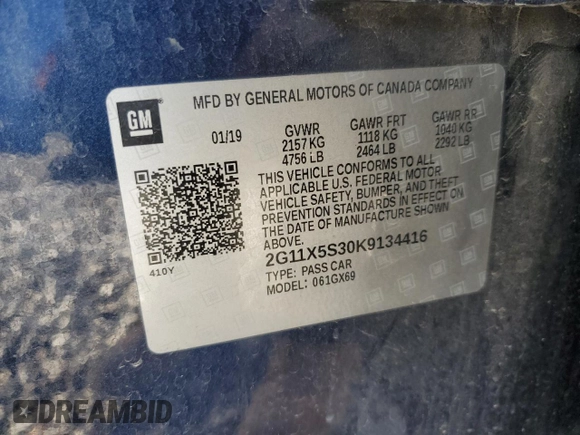 GM
MFD BY GENERAL MOTORS OF CANADA COMPANY
01/19 GVWR GAWR FRT GAWR RR
2157 KG 1118 KG 1040 KG
4756 LB 2464 LB 2292 LB
THIS VEHICLE CONFORMS TO ALL
APPLICABLE U.S. FEDERAL MOTOR
VEHICLE SAFETY, BUMPER, AND THEFT
PREVENTION STANDARDS IN EFFECT ON
THE DATE OF MANUFACTURE SHOWN
ABOVE.
2G11X5S30K9134416
TYPE: PASS CAR
MODEL: 061GX69
410Y
DREAMBID